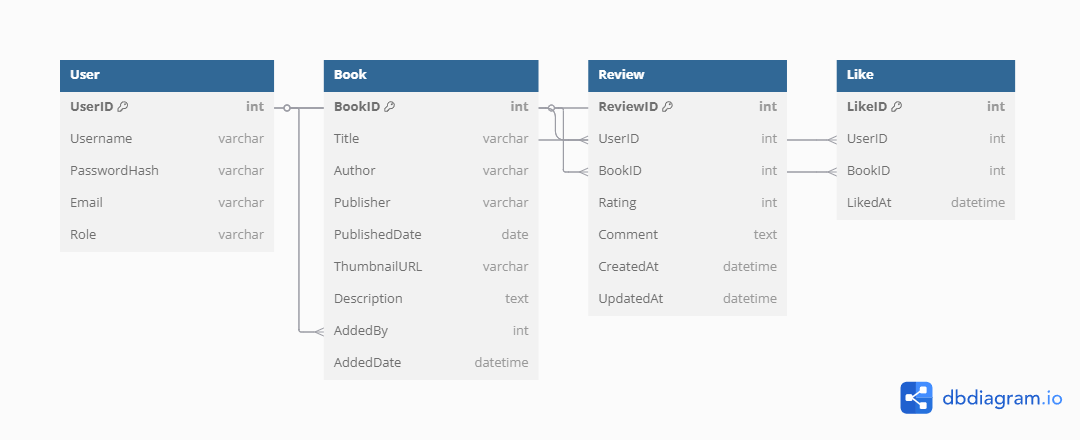 User
UserID int
Username varchar
PasswordHash varchar
Email varchar
Role varchar
Book
BookID int
Title varchar
Author varchar
Publisher varchar
PublishedDate date
ThumbnailURL varchar
Description text
AddedBy int
AddedDate datetime
Review
ReviewID int
UserID int
BookID int
Rating int
Comment text
CreatedAt datetime
UpdatedAt datetime
Like
LikeID int
UserID int
BookID int
LikedAt datetime
dbdiagram.io